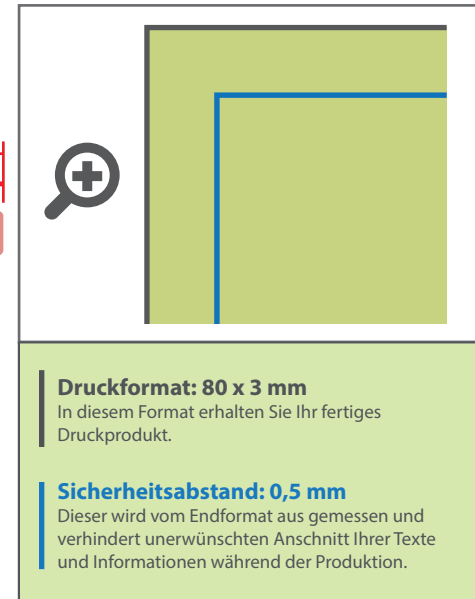 Druckformat: 80 x 3 mm
In diesem Format erhalten Sie Ihr fertiges
Druckprodukt.
Sicherheitsabstand: 0,5 mm
Dieser wird vom Endformat aus gemessen und
verhindert unerwünschten Anschnitt Ihrer Texte
und Informationen während der Produktion.